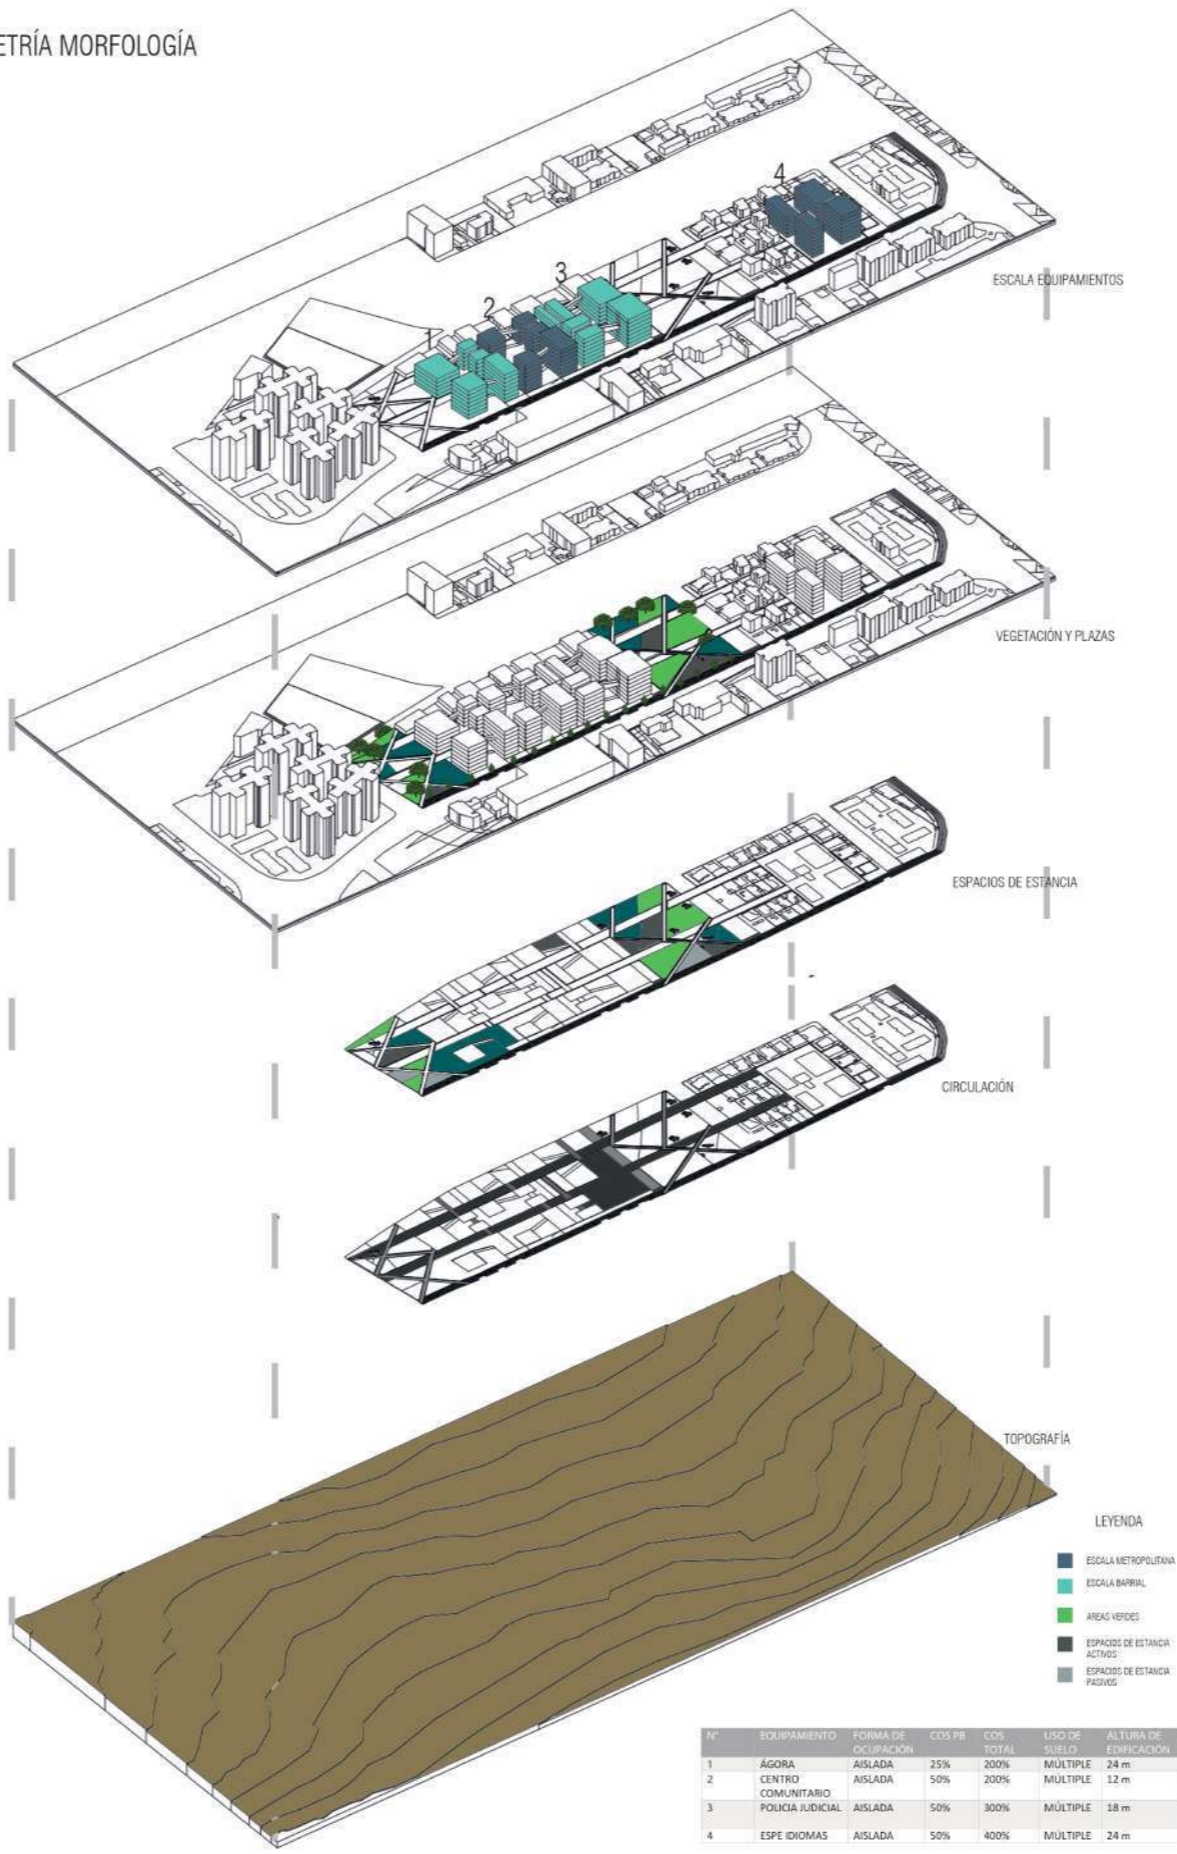 ETRÍA MORFOLOGÍA
4
ESCALA EQUIPAMIENTOS
3
2
1
VEGETACIÓN Y PLAZAS
ESPACIOS DE ESTANCIA
CIRCULACIÓN
TOPOGRAFÍA
LEYENDA
ESCALA METROPOLITANA
ESCALA BARRIAL
AREAS VERDES
ESPACIOS DE ESTANCIA
ACTIVOS
ESPACIOS DE ESTANCIA
PASIVOS
N° EQUIPAMIENTO FORMA DE COS PB COS USO DE ALTURA DE
OCUPACIÓN TOTAL SUELO EDIFICACIÓN
1 ÁGORA AISLADA 25% 200% MÚLTIPLE 24 m
2 CENTRO AISLADA 50% 200% MÚLTIPLE 12 m
COMUNITARIO
3 POLICIA JUDICIAL AISLADA 50% 300% MÚLTIPLE 18 m
4 ESPE IDIOMAS AISLADA 50% 400% MÚLTIPLE 24 m